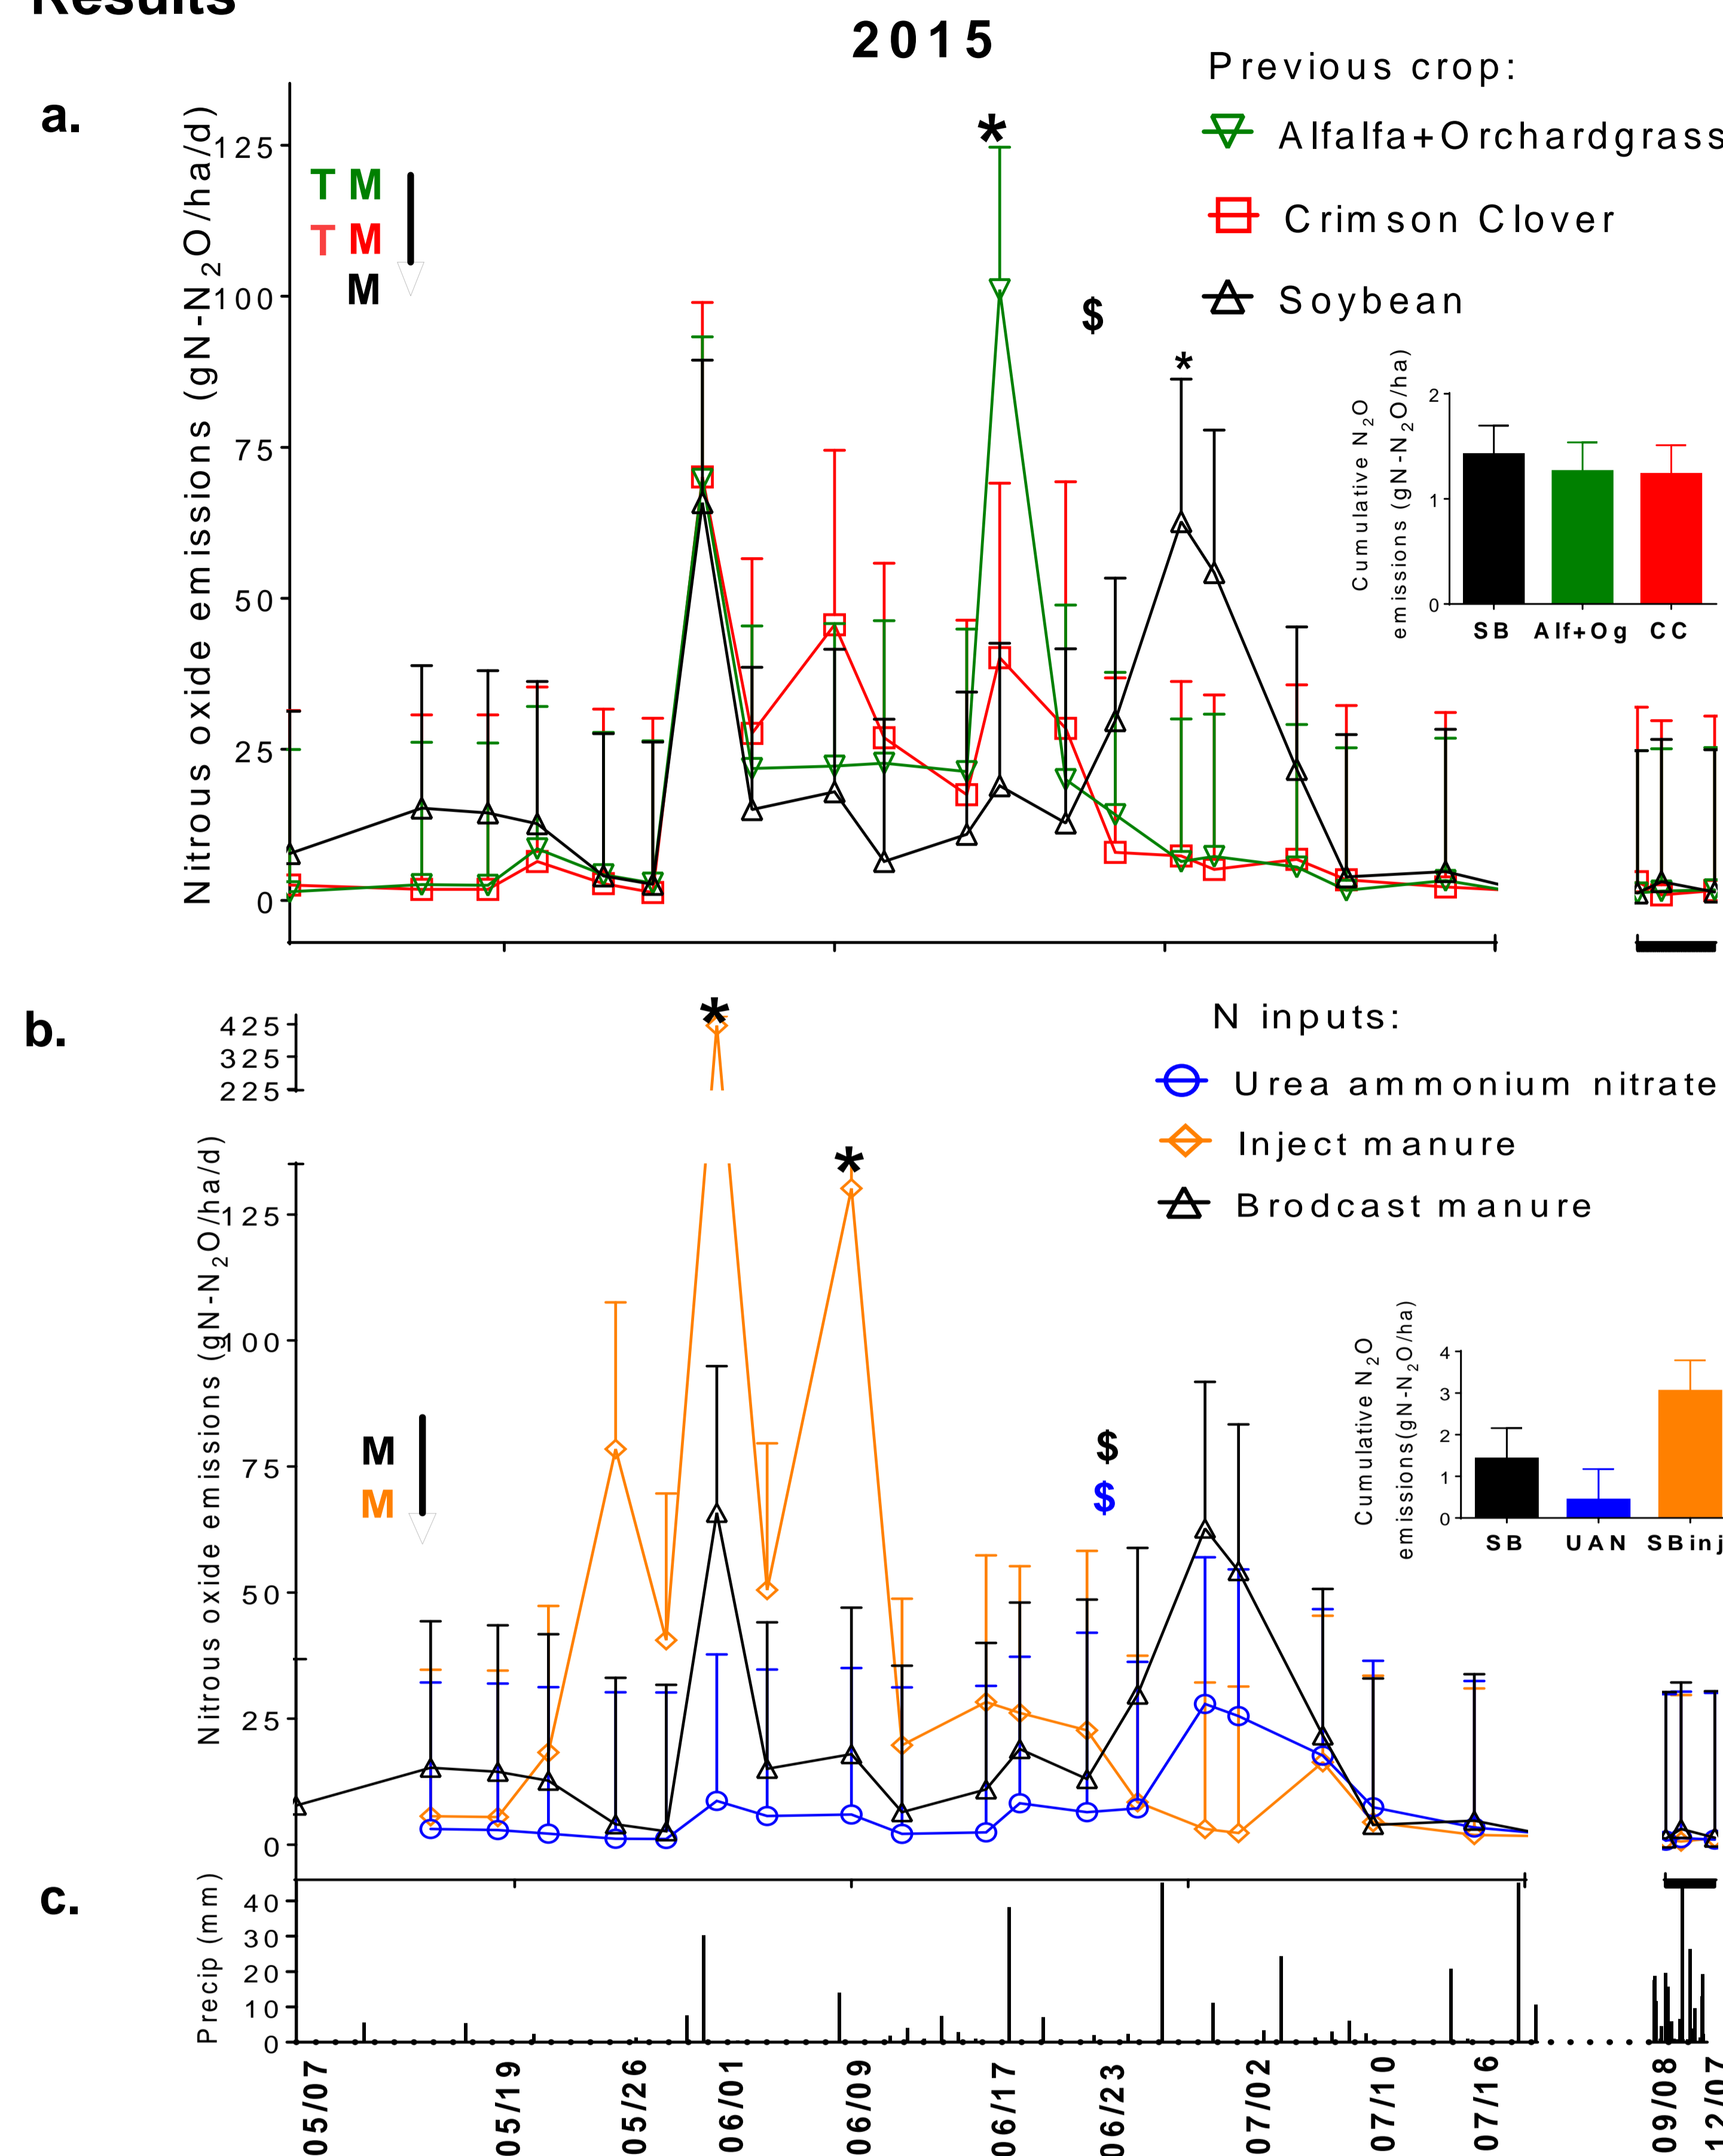 Results
2015
a.
Nitrous oxide emissions (gN-N2O/ha/d)
125
100
75
50
25
0
T M
T M
M
*
$
*
Previous crop:
Alfalfa+Orchardgrass
Crimson Clover
Soybean
Cumulative N2O
emissions (gN-N2O/ha)
2
1
0
SB Alf+Og CC
b.
425
325
225
Nitrous oxide emissions (gN-N2O/ha/d)
125
100
75
50
25
0
*
*
M
M
$
$
N inputs:
Urea ammonium nitrate
Inject manure
Brodcast manure
Cumulative N2O
emissions(gN-N2O/ha)
4
3
2
1
0
SB UAN SBinj
c.
Precip (mm)
40
30
20
10
0
05/07 05/19 05/26 06/01 06/09 06/17 06/23 07/02 07/10 07/16 09/08 12/07